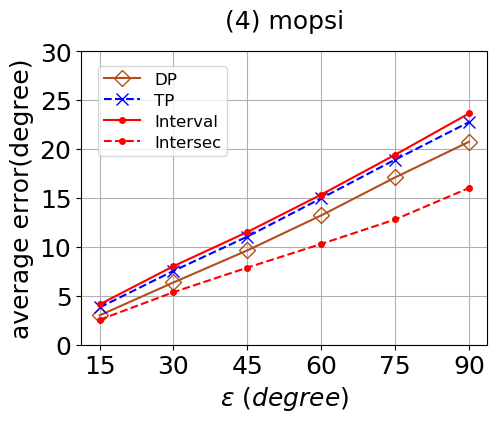 (4) mopsi
average error(degree)
30
25
20
15
10
5
0
DP
TP
Interval
Intersec
15 30 45 60 75 90
ε (degree)